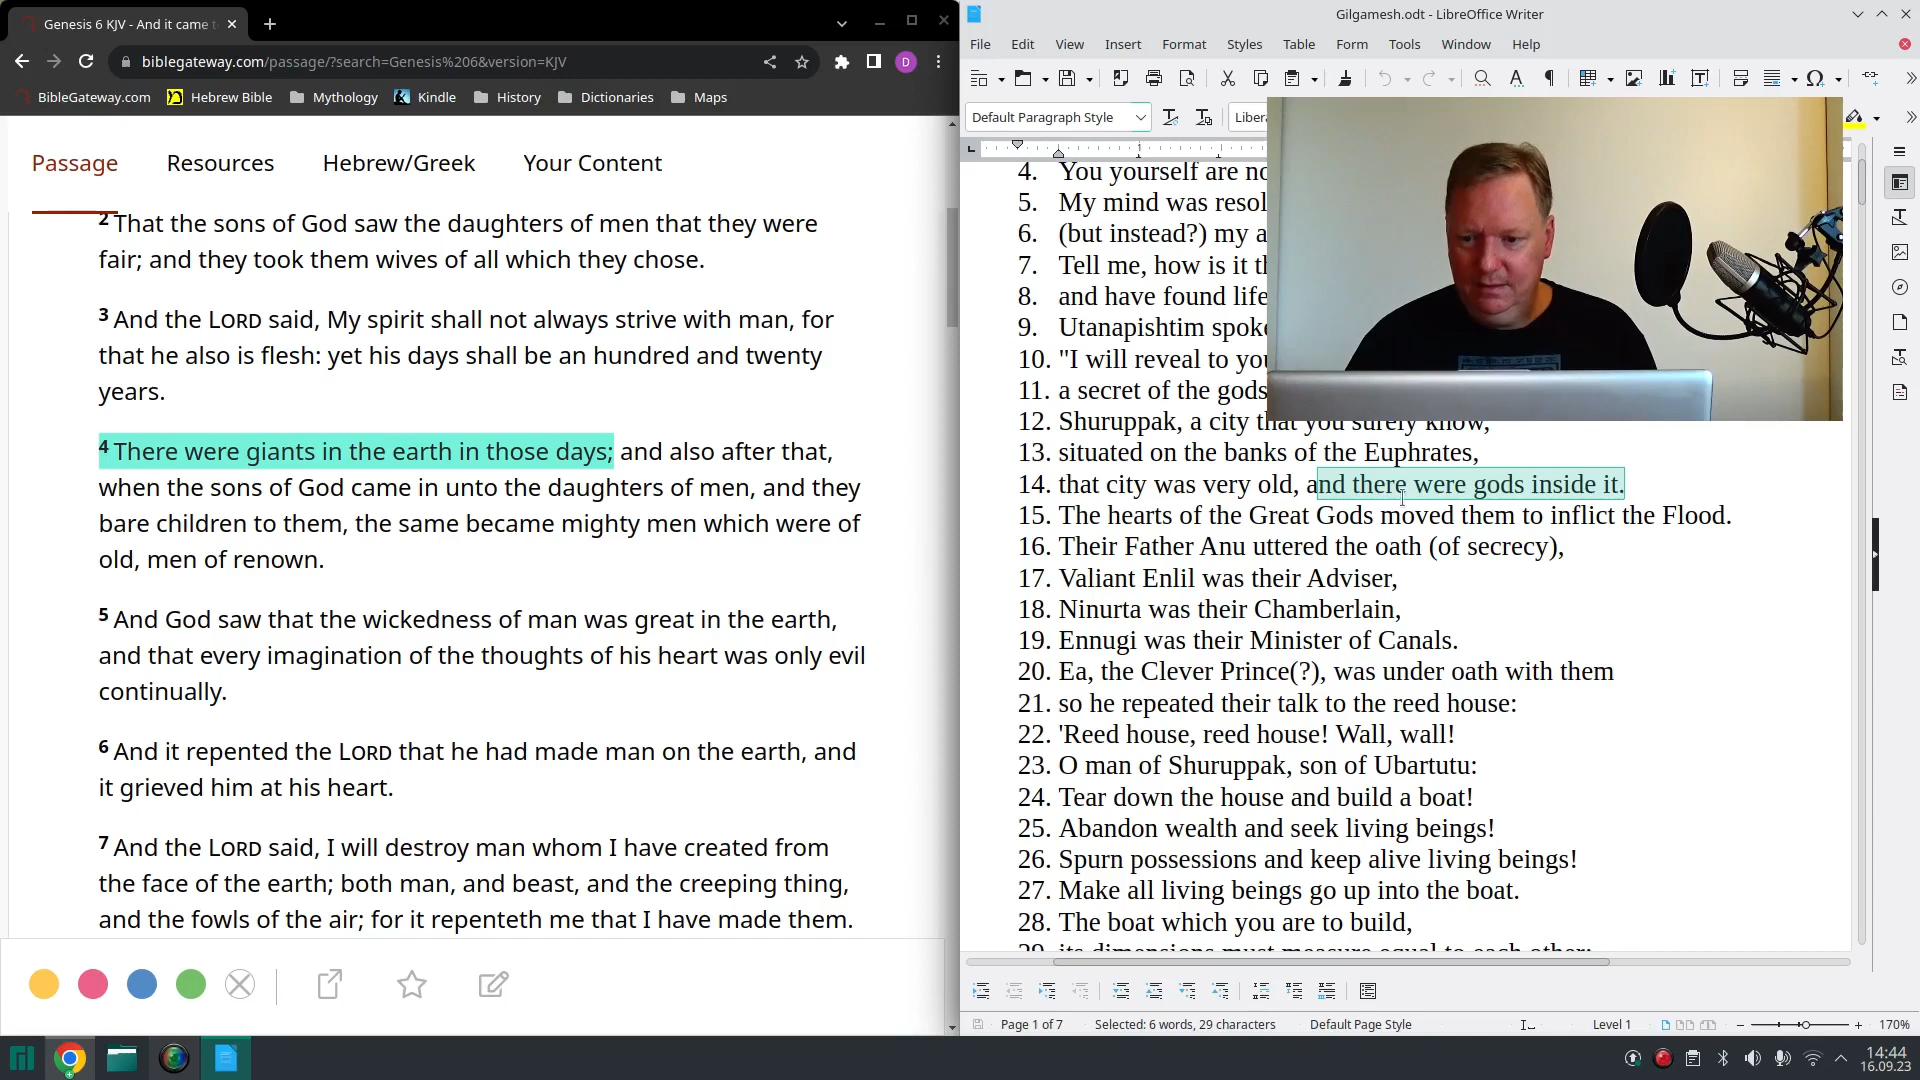 Genesis 6 KJV - And it came t
biblegateway.com/passage/?search=Genesis%206&version=KJV
D
BibleGateway.com Hebrew Bible Mythology Kindle History Dictionaries Maps
Passage Resources Hebrew/Greek Your Content
2 That the sons of God saw the daughters of men that they were
fair; and they took them wives of all which they chose.
3 And the LORD said, My spirit shall not always strive with man, for
that he also is flesh: yet his days shall be an hundred and twenty
years.
4 There were giants in the earth in those days; and also after that,
when the sons of God came in unto the daughters of men, and they
bare children to them, the same became mighty men which were of
old, men of renown.
5 And God saw that the wickedness of man was great in the earth,
and that every imagination of the thoughts of his heart was only evil
continually.
6 And it repented the LORD that he had made man on the earth, and
it grieved him at his heart.
7 And the LORD said, I will destroy man whom I have created from
the face of the earth; both man, and beast, and the creeping thing,
and the fowls of the air; for it repenteth me that I have made them.
Gilgamesh.odt - LibreOffice Writer
File Edit View Insert Format Styles Table Form Tools Window Help
Default Paragraph Style Libera
1
4. You yourself are no
5. My mind was resol
6. (but instead?) my a
7. Tell me, how is it th
8. and have found life
9. Utanapishtim spoke
10. "I will reveal to you
11. a secret of the gods
12. Shuruppak, a city that you surely know,
13. situated on the banks of the Euphrates,
14. that city was very old, and there were gods inside it.
15. The hearts of the Great Gods moved them to inflict the Flood.
16. Their Father Anu uttered the oath (of secrecy),
17. Valiant Enlil was their Adviser,
18. Ninurta was their Chamberlain,
19. Ennugi was their Minister of Canals.
20. Ea, the Clever Prince(?), was under oath with them
21. so he repeated their talk to the reed house:
22. 'Reed house, reed house! Wall, wall!
23. O man of Shuruppak, son of Ubartutu:
24. Tear down the house and build a boat!
25. Abandon wealth and seek living beings!
26. Spurn possessions and keep alive living beings!
27. Make all living beings go up into the boat.
28. The boat which you are to build,
29. its dimensions must measure equal to each other:
Page 1 of 7 Selected: 6 words, 29 characters Default Page Style Level 1 170%
14:44
16.09.23